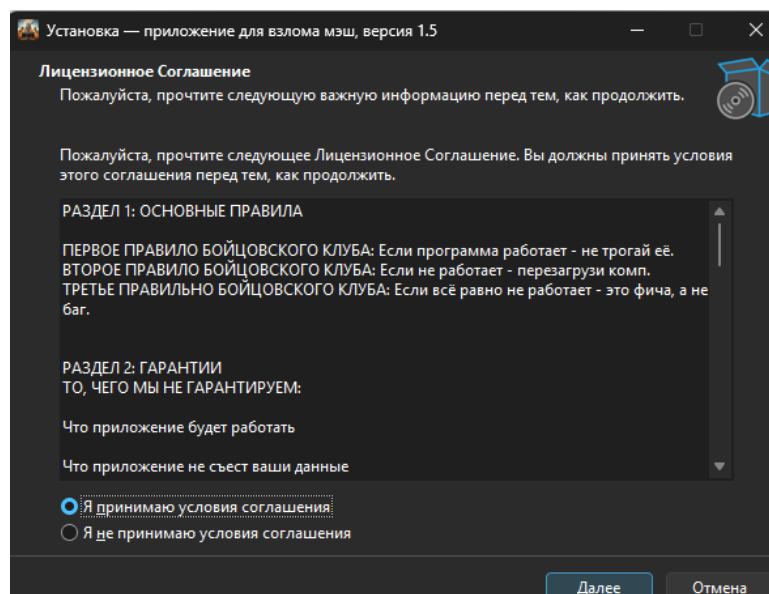 Установка — приложение для взлома мэш, версия 1.5
Лицензионное Соглашение
Пожалуйста, прочтите следующую важную информацию перед тем, как продолжить.
Пожалуйста, прочтите следующее Лицензионное Соглашение. Вы должны принять условия
этого соглашения перед тем, как продолжить.
РАЗДЕЛ 1: ОСНОВНЫЕ ПРАВИЛА
ПЕРВОЕ ПРАВИЛО БОЙЦОВСКОГО КЛУБА: Если программа работает - не трогай её.
ВТОРОЕ ПРАВИЛО БОЙЦОВСКОГО КЛУБА: Если не работает - перезагрузи комп.
ТРЕТЬЕ ПРАВИЛЬНО БОЙЦОВСКОГО КЛУБА: Если всё равно не работает - это фича, а не
баг.
РАЗДЕЛ 2: ГАРАНТИИ
ТО, ЧЕГО МЫ НЕ ГАРАНТИРУЕМ:
Что приложение будет работать
Что приложение не съест ваши данные
Я принимаю условия соглашения
Я не принимаю условия соглашения
Далее
Отмена